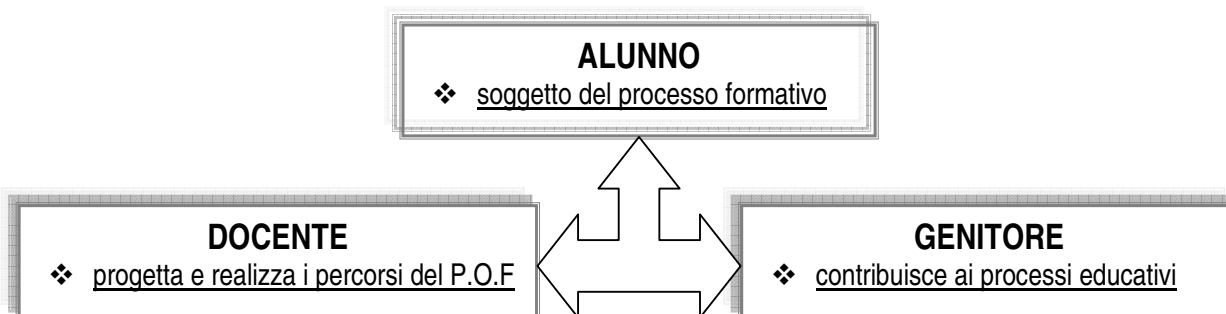 ALUNNO
❖ soggetto del processo formativo
DOCENTE
❖ progetta e realizza i percorsi del P.O.F
GENITORE
❖ contribuisce ai processi educativi